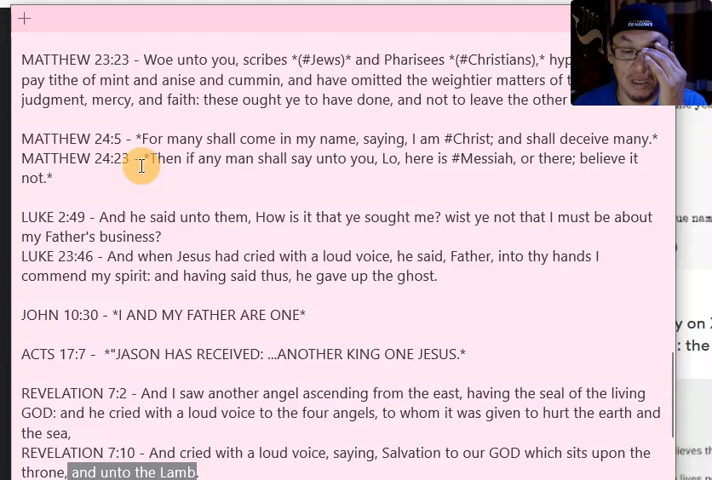 MATTHEW 23:23 - Woe unto you, scribes *(#Jews)* and Pharisees *(#Christians),* hyp
pay tithe of mint and anise and cummin, and have omitted the weightier matters of t
judgment, mercy, and faith: these ought ye to have done, and not to leave the other
MATTHEW 24:5 - *For many shall come in my name, saying, I am #Christ; and shall deceive many.*
MATTHEW 24:23 - *Then if any man shall say unto you, Lo, here is #Messiah, or there; believe it
not.*
LUKE 2:49 - And he said unto them, How is it that ye sought me? wist ye not that I must be about
my Father's business?
LUKE 23:46 - And when Jesus had cried with a loud voice, he said, Father, into thy hands I
commend my spirit: and having said thus, he gave up the ghost.
JOHN 10:30 - *I AND MY FATHER ARE ONE*
ACTS 17:7 - *"JASON HAS RECEIVED: ...ANOTHER KING ONE JESUS.*
REVELATION 7:2 - And I saw another angel ascending from the east, having the seal of the living
GOD: and he cried with a loud voice to the four angels, to whom it was given to hurt the earth and
the sea,
REVELATION 7:10 - And cried with a loud voice, saying, Salvation to our GOD which sits upon the
throne, and unto the Lamb.
y on
: the